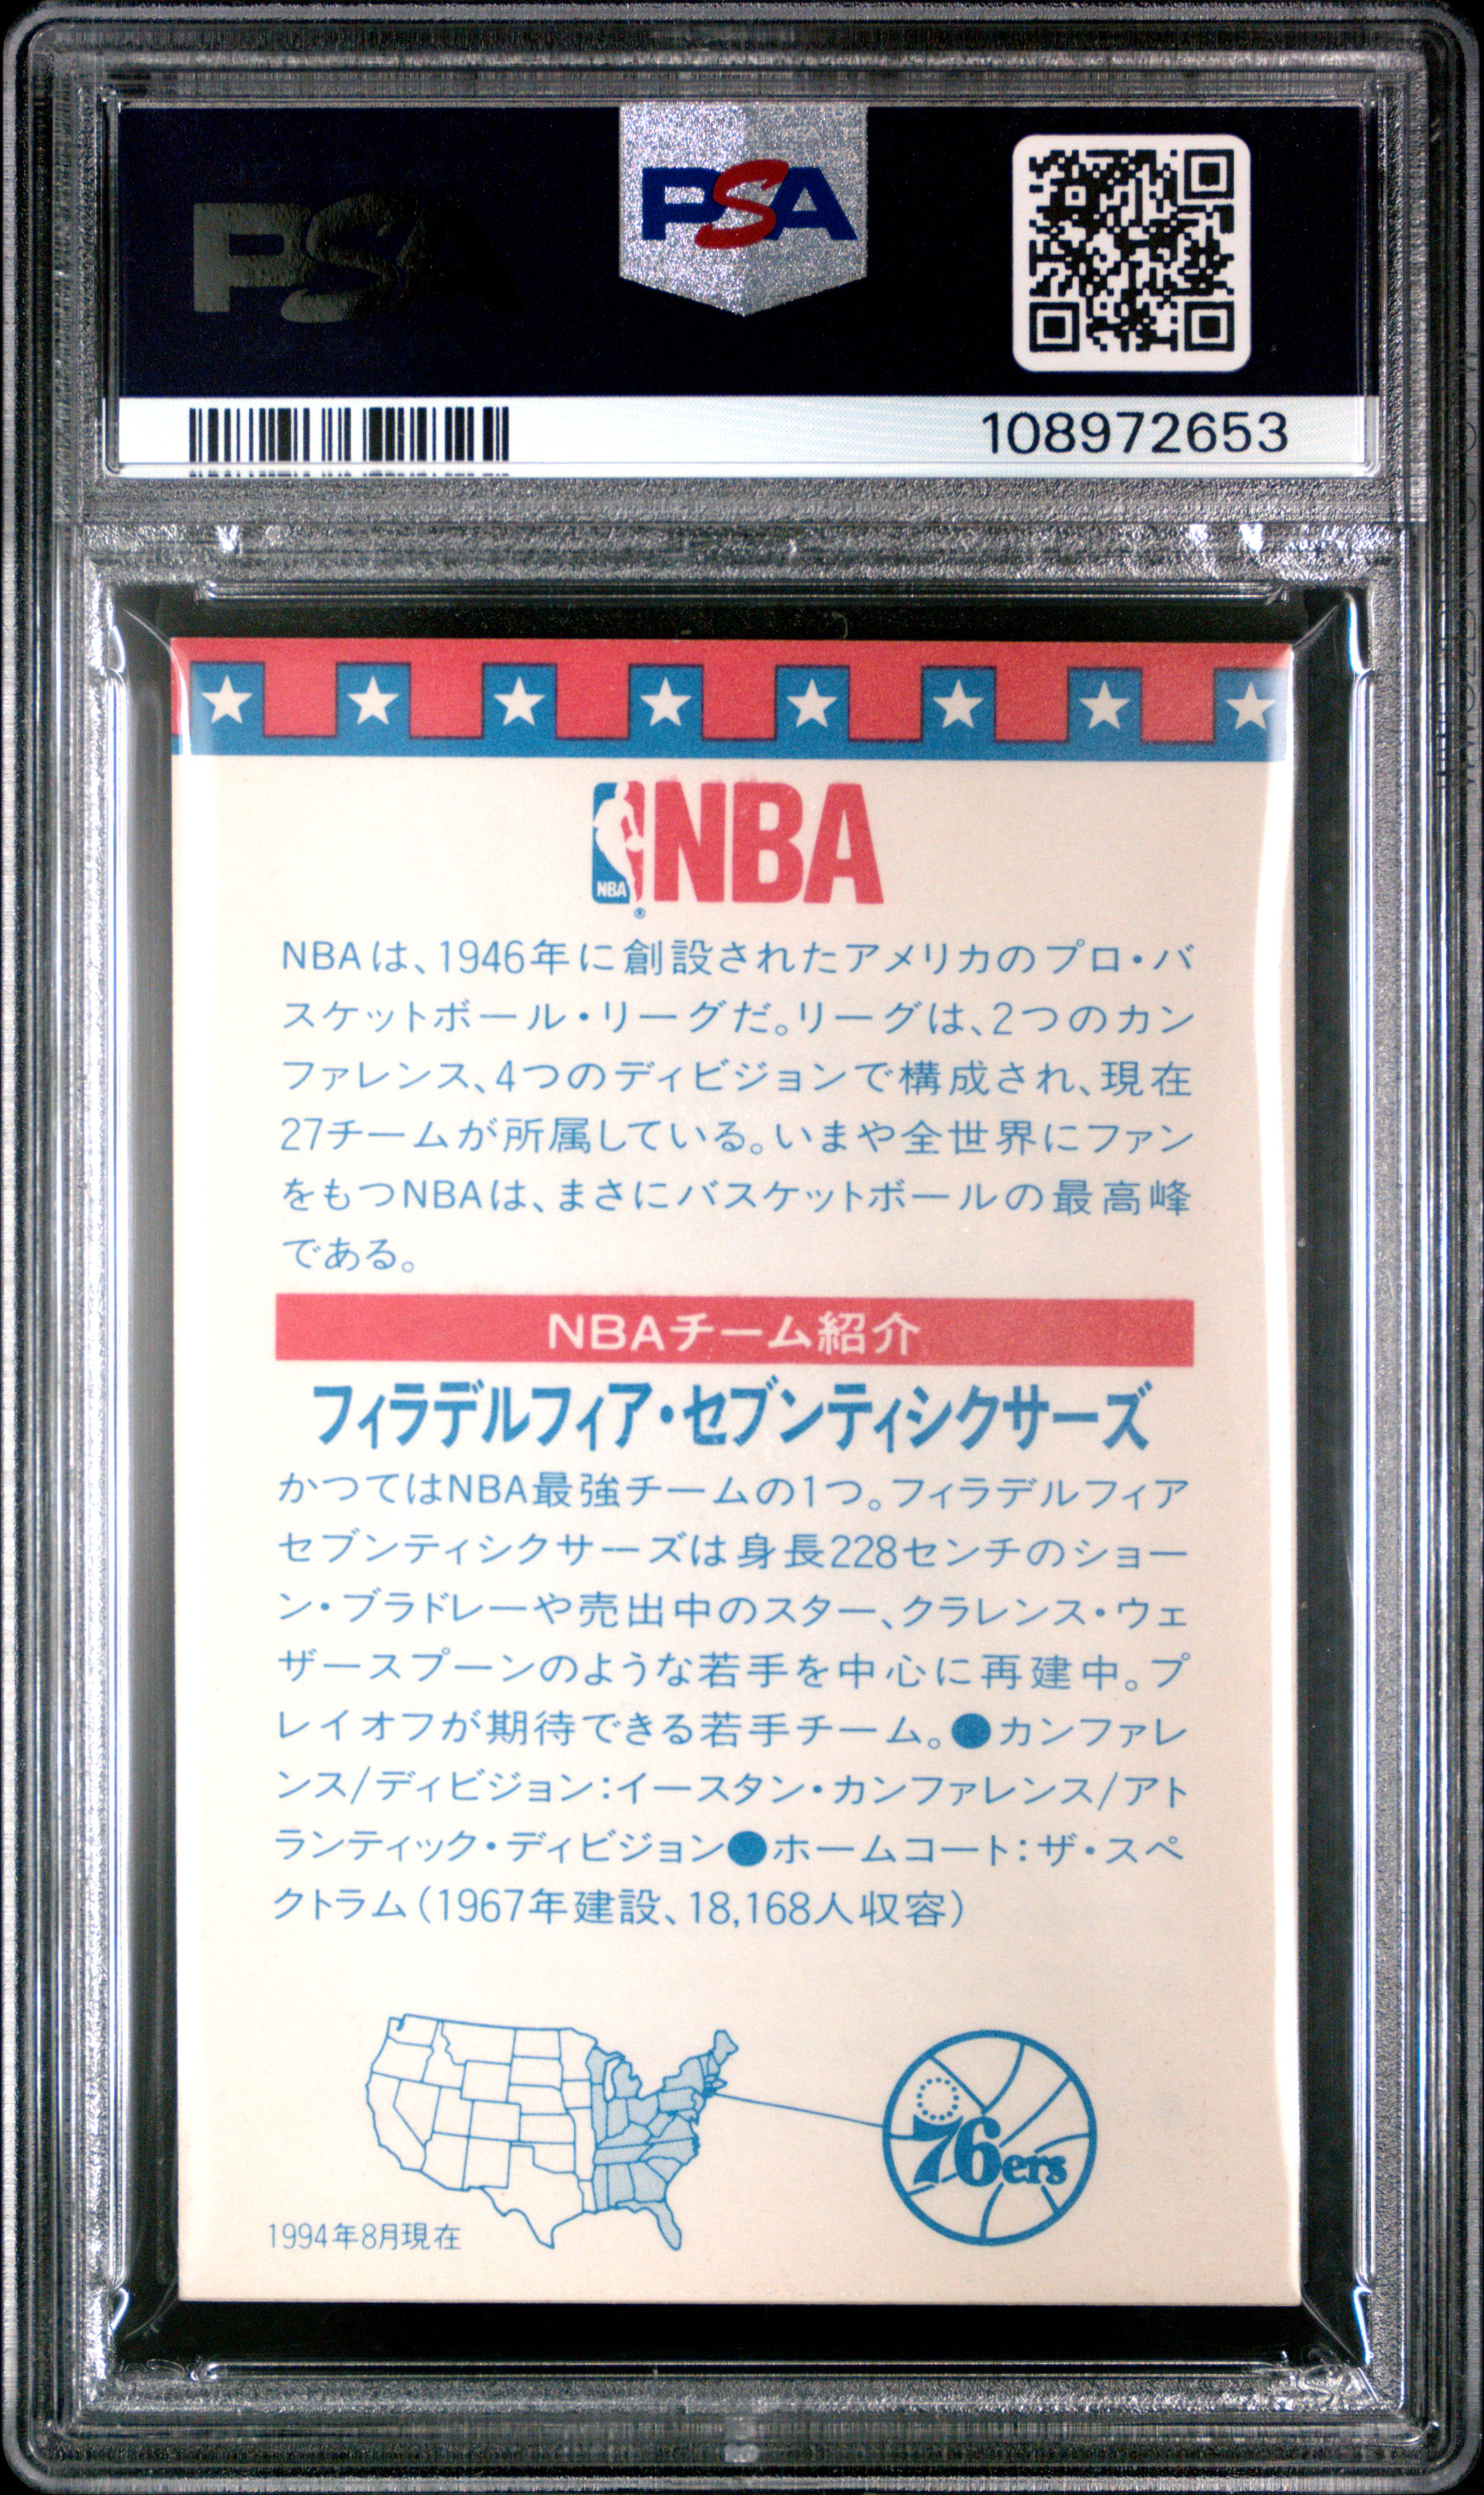 PSA
PSA
108972653
NBA
NBA
®
NBAは、1946年に創設されたアメリカのプロ・バ
スケットボール・リーグだ。リーグは、2つのカン
ファレンス、4つのディビジョンで構成され、現在
27チームが所属している。いまや全世界にファン
をもつNBAは、まさにバスケットボールの最高峰
である。
NBAチーム紹介
フィラデルフィア・セブンティシクサーズ
かつてはNBA最強チームの1つ。フィラデルフィア
セブンティシクサーズは身長228センチのショー
ン・ブラドレーや売出中のスター、クラレンス・ウェ
ザースプーンのような若手を中心に再建中。プ
レイオフが期待できる若手チーム。●カンファレ
ンス/ディビジョン:イースタン・カンファレンス/アト
ランティック・ディビジョン●ホームコート:ザ・スペ
クトラム(1967年建設、18,168人収容)
76ers
1994年8月現在